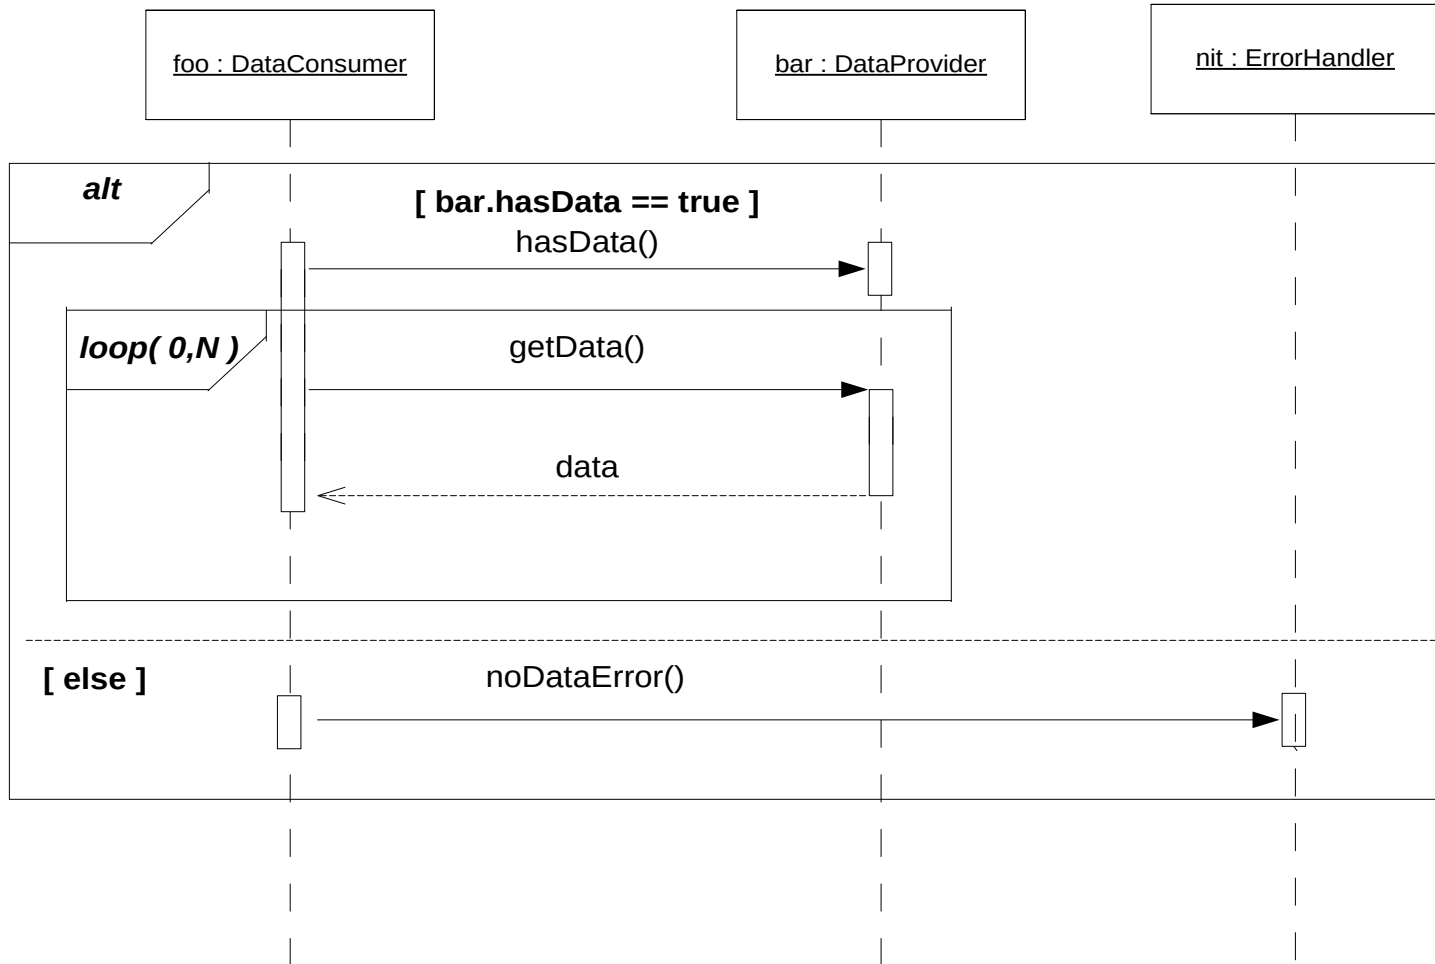 foo : DataConsumer
bar : DataProvider
nit : ErrorHandler
alt
[ bar.hasData == true ]
hasData()
loop( 0,N )
getData()
data
[ else ]
noDataError()